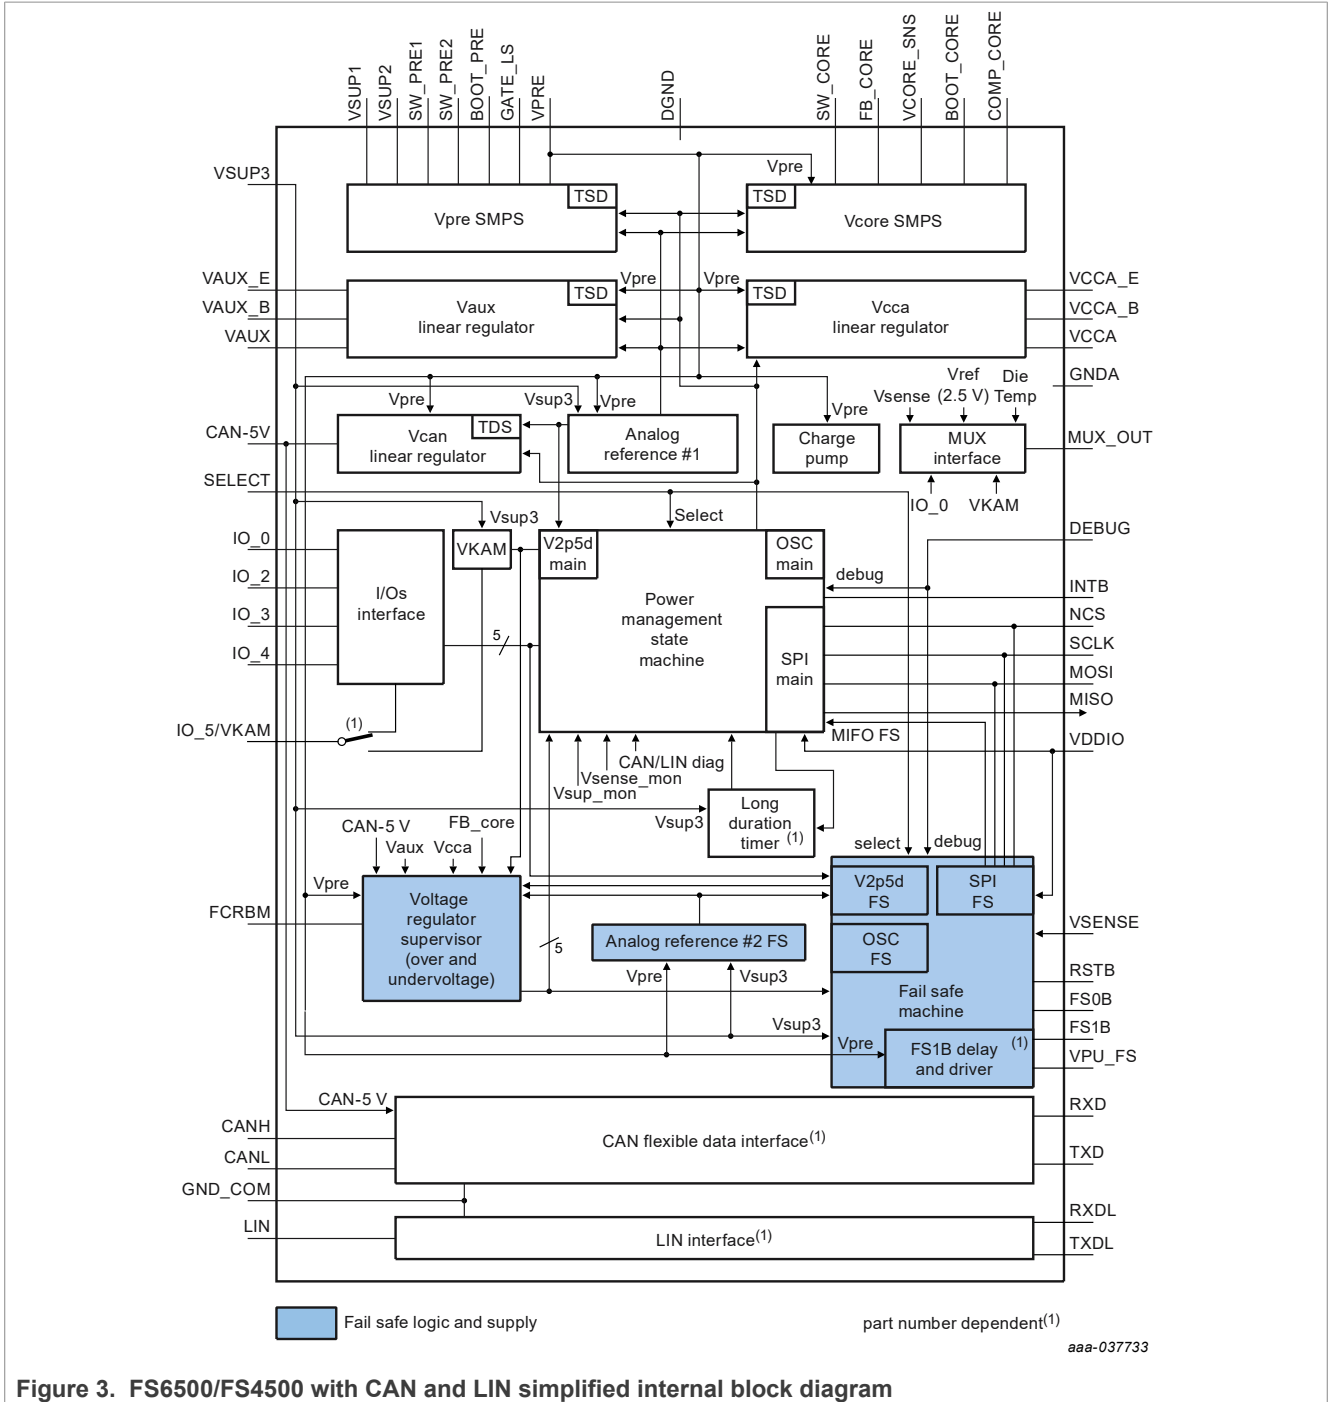 VSUP1
VSUP2
SW_PRE1
SW_PRE2
BOOT_PRE
GATE_LS
VPRE
DGND
SW_CORE
FB_CORE
VCORE_SNS
BOOT_CORE
COMP_CORE
VSUP3
Vpre
TSD
Vpre SMPS
TSD
Vcore SMPS
VAUX_E
VAUX_B
VAUX
Vpre
Vpre
TSD
Vaux
linear regulator
TSD
Vcca
linear regulator
VCCA_E
VCCA_B
VCCA
GNDA
Vpre
Vsup3
Vpre
Vpre
Vsense
Vref
(2.5 V)
Die
Temp
CAN-5V
TDS
Vcan
linear regulator
Analog
reference #1
Charge
pump
MUX
interface
MUX_OUT
SELECT
IO_0
VKAM
Select
Vsup3
IO_0
IO_2
IO_3
IO_4
I/Os
interface
VKAM
V2p5d
main
OSC
main
Power
management
state
machine
SPI
main
5
debug
DEBUG
INTB
NCS
SCLK
MOSI
MISO
VDDIO
MIFO FS
IO_5/VKAM
(1)
CAN/LIN diag
Vsense_mon
Vsup_mon
Vsup3
Long
duration
timer (1)
CAN-5 V
Vaux
Vcca
FB_core
select
debug
Vpre
FCRBM
Voltage
regulator
supervisor
(over and
undervoltage)
5
Analog reference #2 FS
Vpre
Vsup3
V2p5d
FS
SPI
FS
OSC
FS
Fail safe
machine
Vsup3
Vpre
FS1B delay
and driver
(1)
VSENSE
RSTB
FS0B
FS1B
VPU_FS
CAN-5 V
CANH
CANL
GND_COM
LIN
CAN flexible data interface(1)
LIN interface(1)
RXD
TXD
RXDL
TXDL
Fail safe logic and supply
part number dependent(1)
aaa-037733
Figure 3. FS6500/FS4500 with CAN and LIN simplified internal block diagram